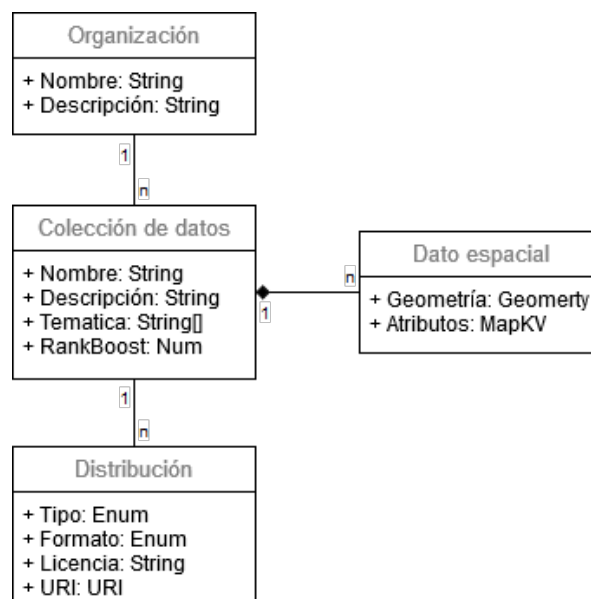 Organización
+ Nombre: String
+ Descripción: String
1
n
Colección de datos
+ Nombre: String
+ Descripción: String
+ Tematica: String[]
+ RankBoost: Num
1
n
Dato espacial
+ Geometría: Geomerty
+ Atributos: MapKV
1
n
Distribución
+ Tipo: Enum
+ Formato: Enum
+ Licencia: String
+ URI: URI